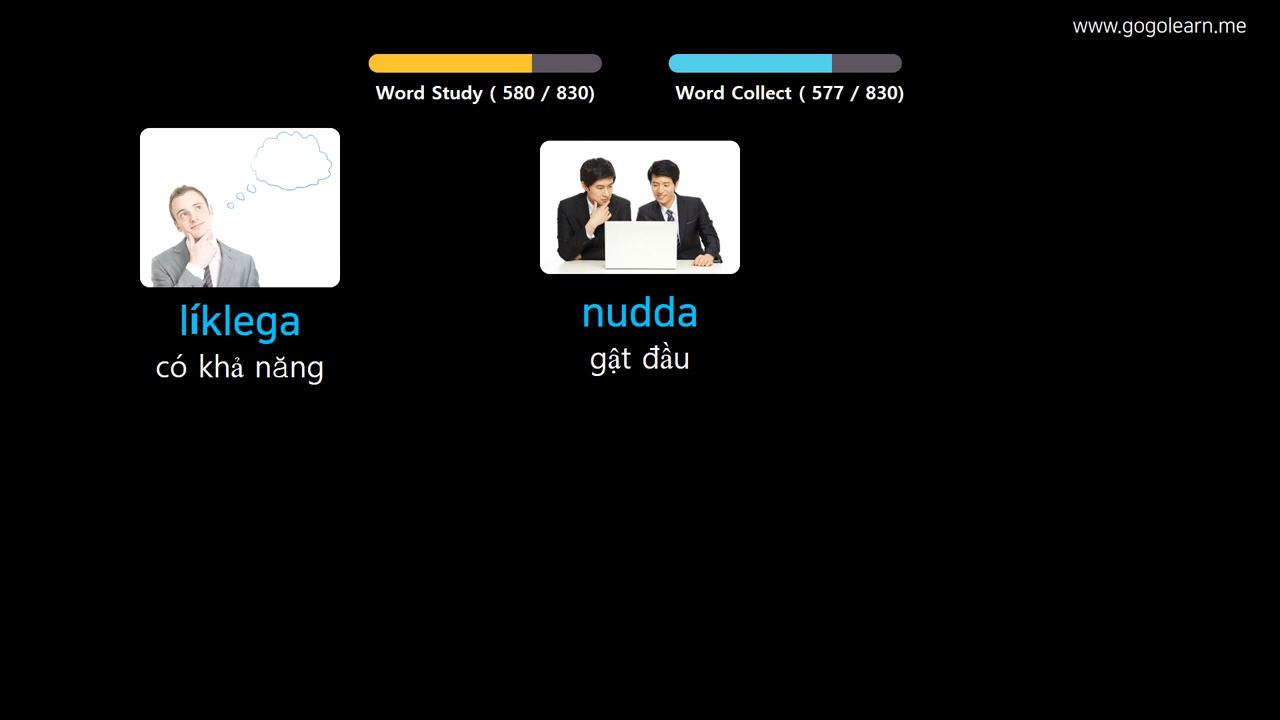 www.gogolearn.me
Word Study ( 580 / 830)
Word Collect ( 577 / 830)
líklega
có khả năng
nudda
gật đầu